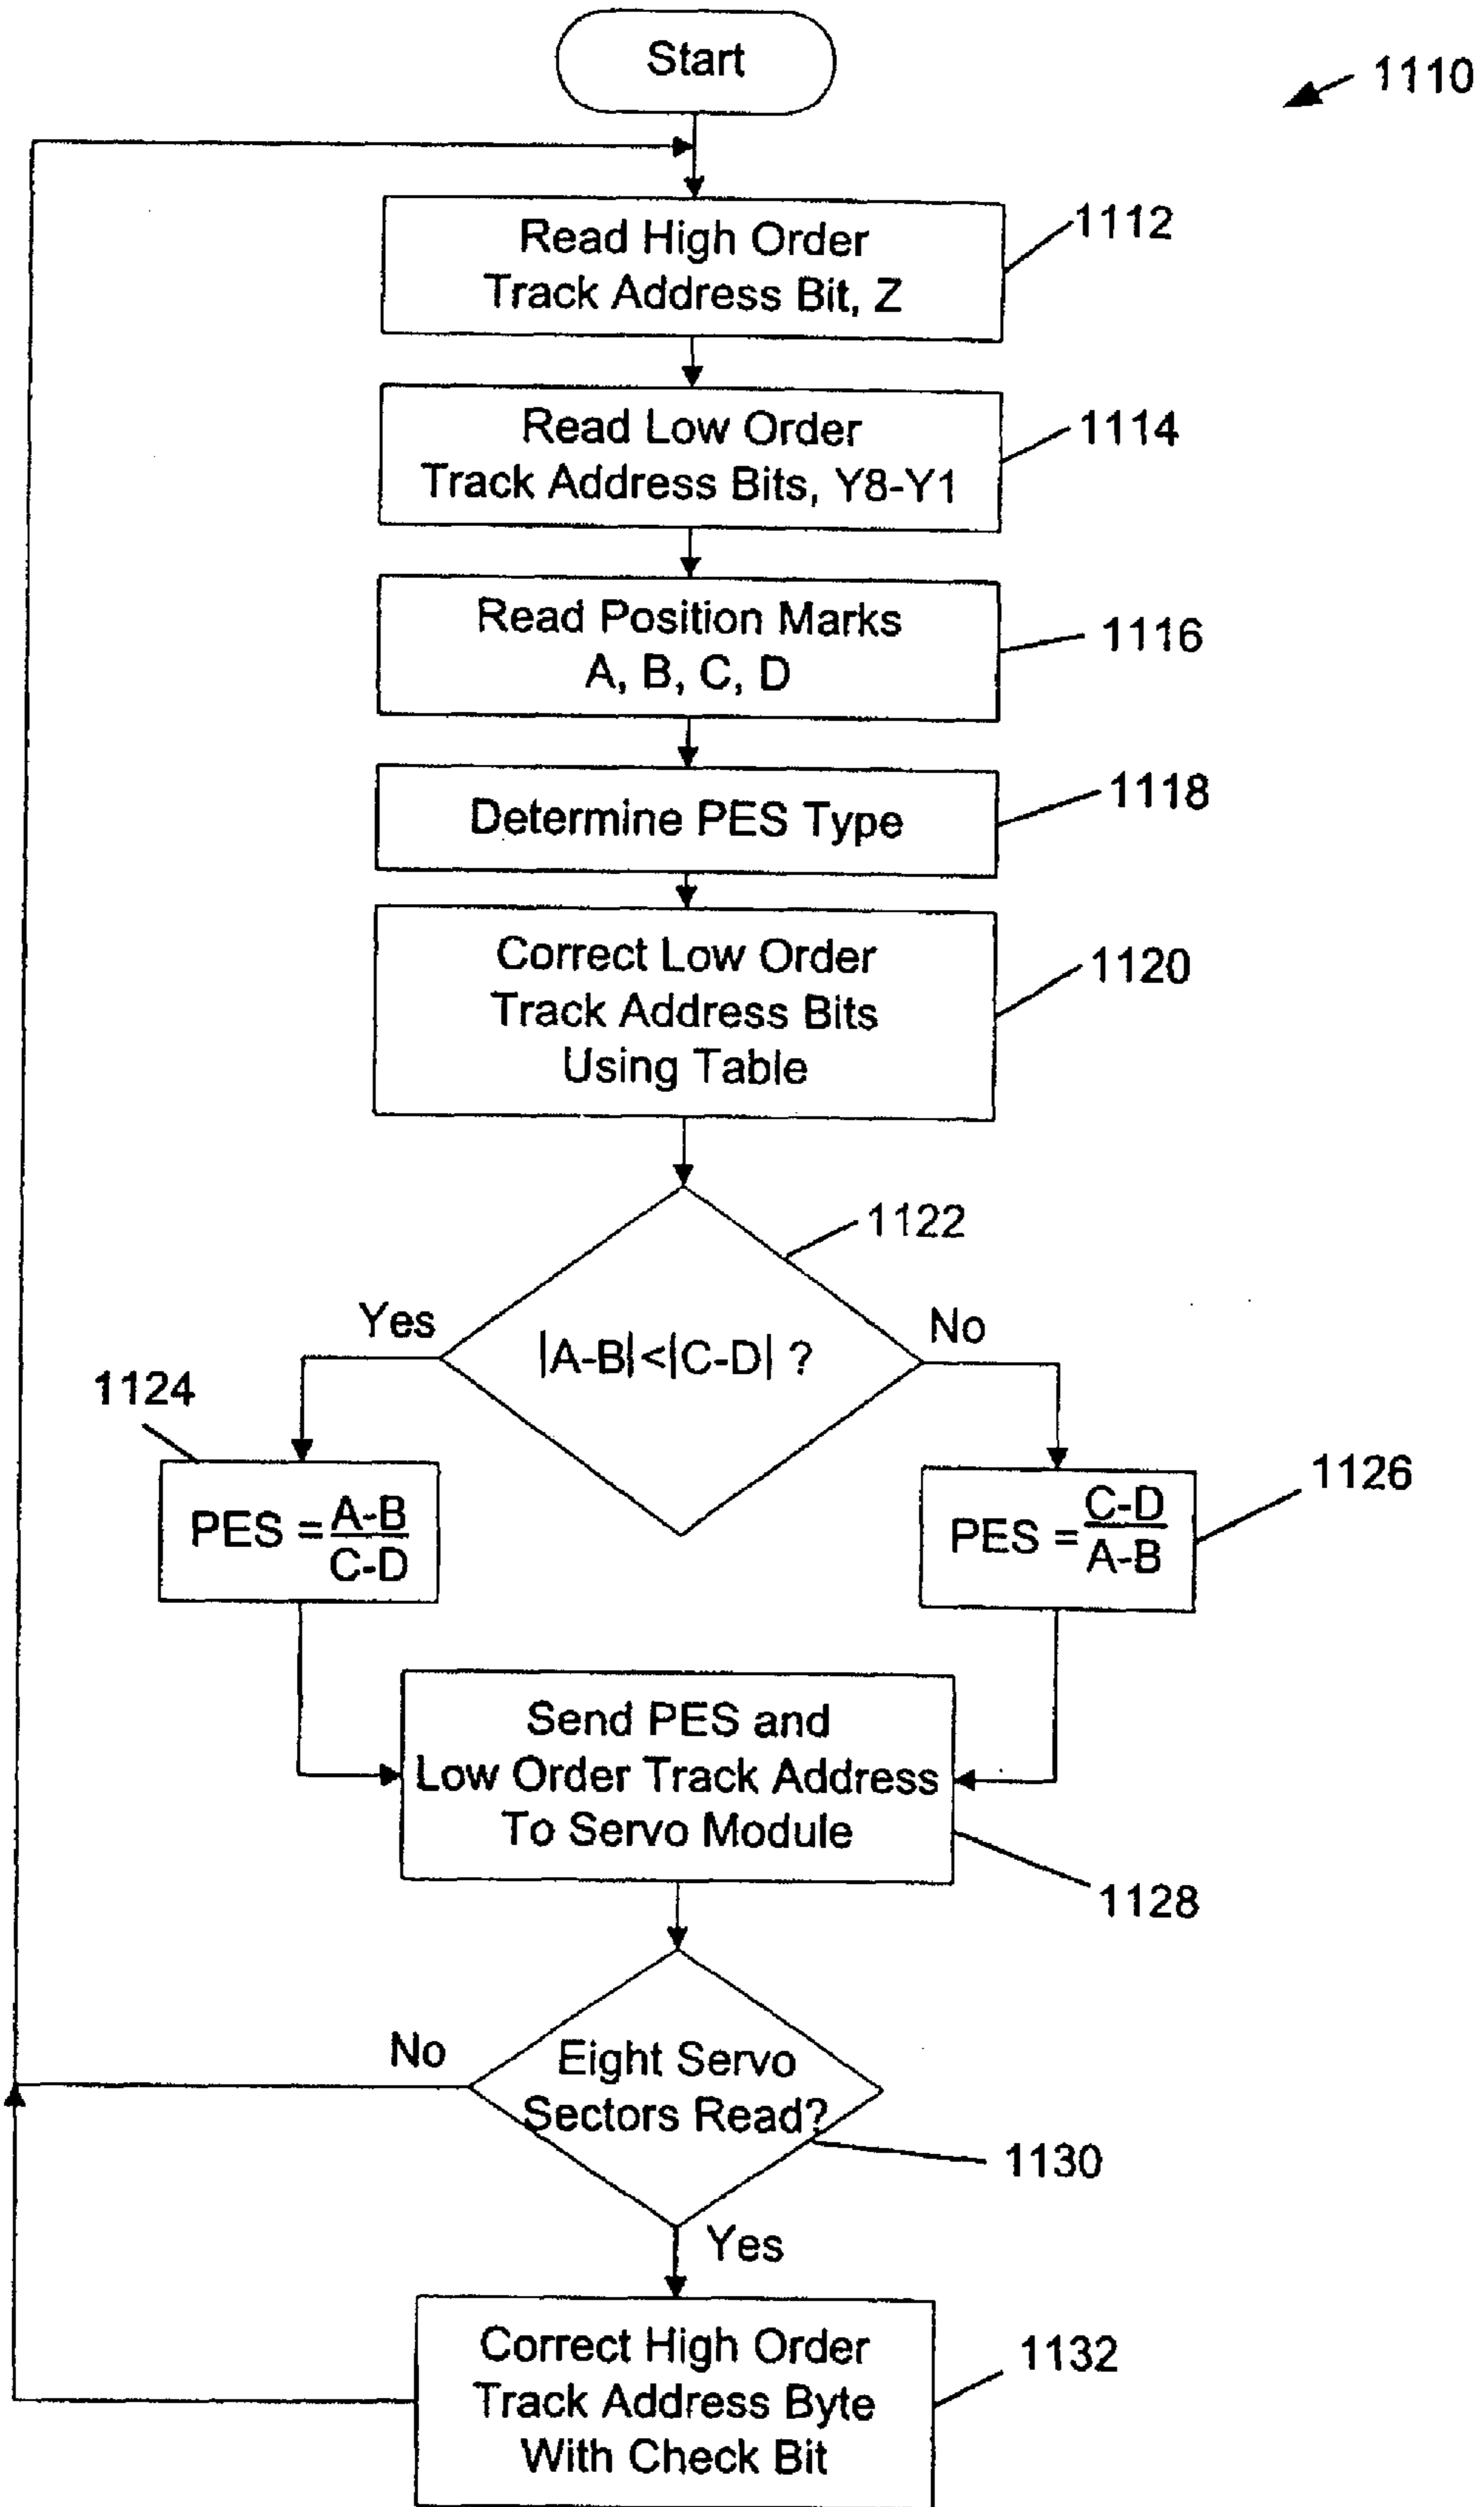 Start
1110
Read High Order
Track Address Bit, Z
1112
Read Low Order
Track Address Bits, Y8-Y1
1114
Read Position Marks
A, B, C, D
1116
Determine PES Type
1118
Correct Low Order
Track Address Bits
Using Table
1120
1122
Yes
|A-B|<|C-D| ?
No
1124
PES = A-B
C-D
1126
PES = C-D
A-B
Send PES and
Low Order Track Address
To Servo Module
1128
No
Eight Servo
Sectors Read?
1130
Yes
Correct High Order
Track Address Byte
With Check Bit
1132